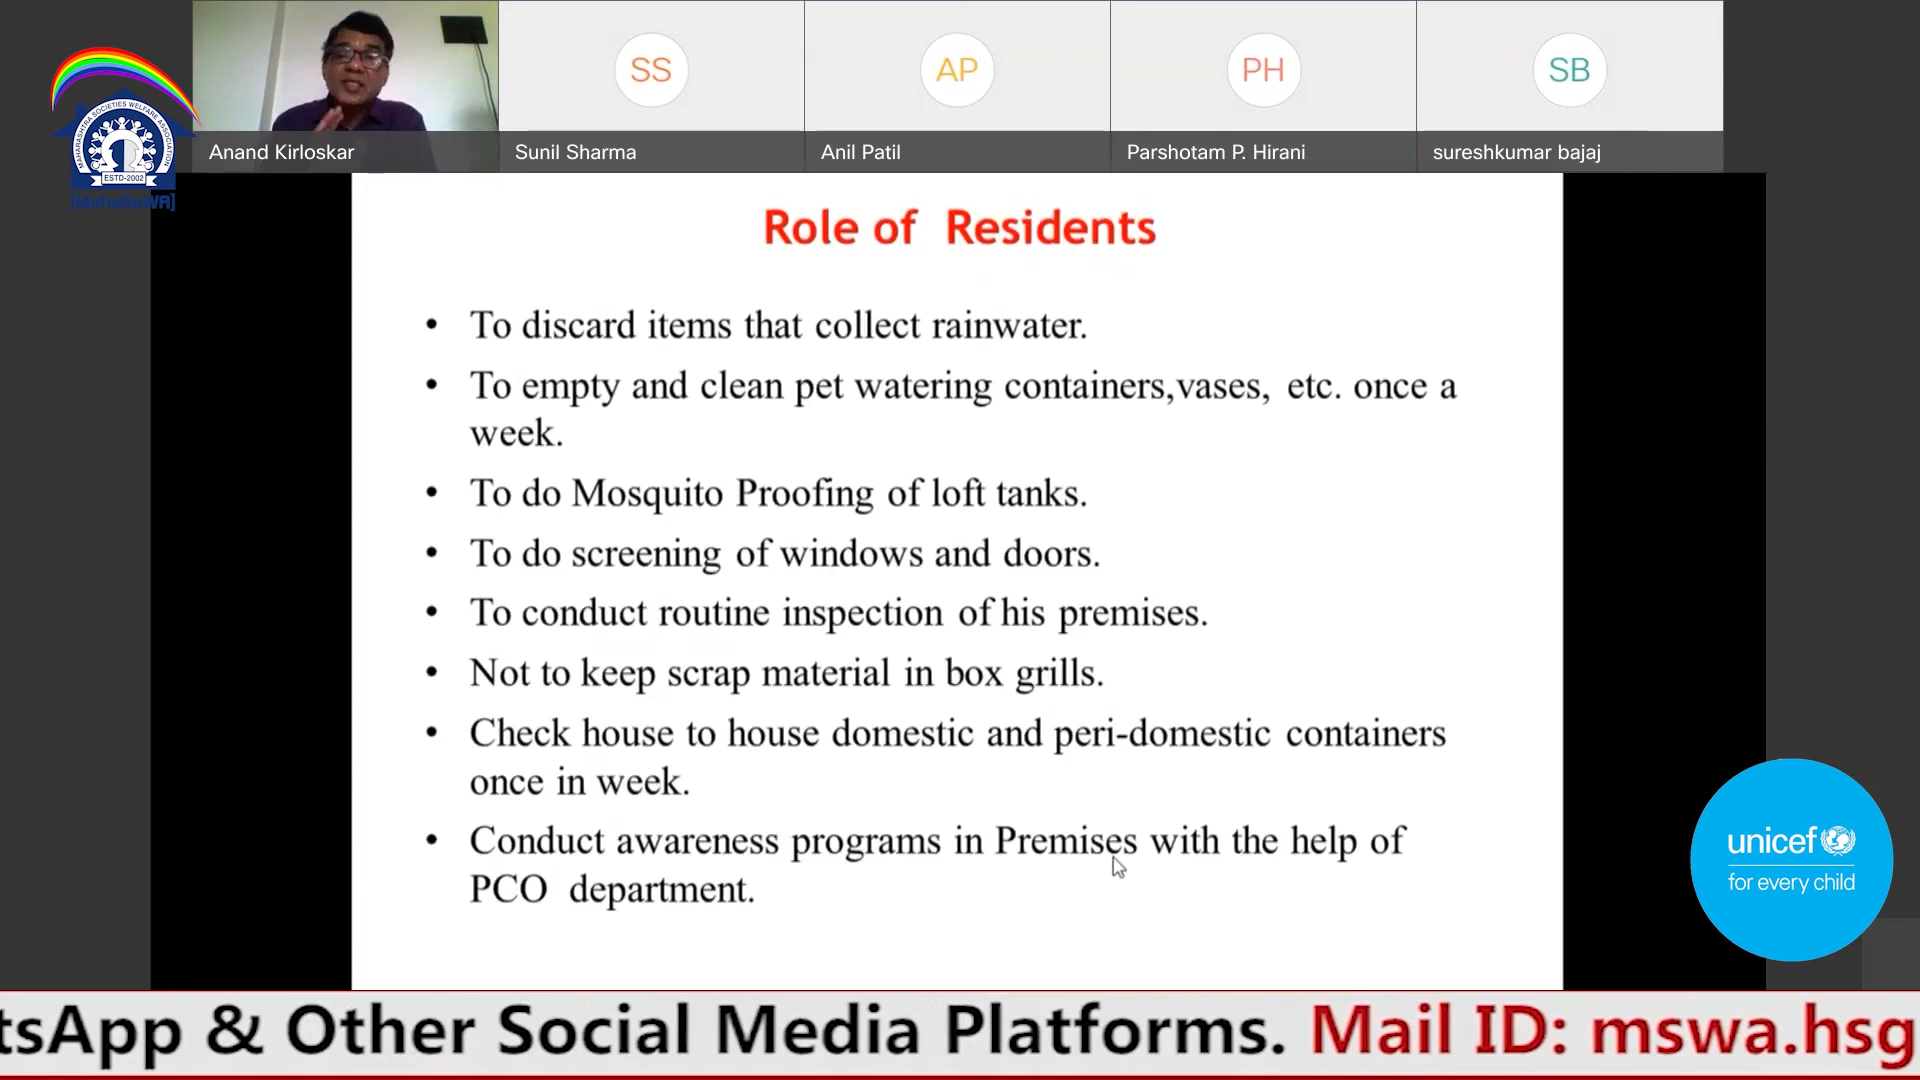 SS
AP
PH
SB
Anand Kirloskar
Sunil Sharma
Anil Patil
Parshotam P. Hirani
sureshkumar bajaj
MAHARASHTRA SOCIETIES WELFARE ASSOCIATION
ESTD-2002
[MahaSeWA]
Role of Residents
• To discard items that collect rainwater.
• To empty and clean pet watering containers,vases, etc. once a
week.
• To do Mosquito Proofing of loft tanks.
• To do screening of windows and doors.
• To conduct routine inspection of his premises.
• Not to keep scrap material in box grills.
• Check house to house domestic and peri-domestic containers
once in week.
• Conduct awareness programs in Premises with the help of
PCO department.
unicef
for every child
tsApp & Other Social Media Platforms. Mail ID: mswa.hsg